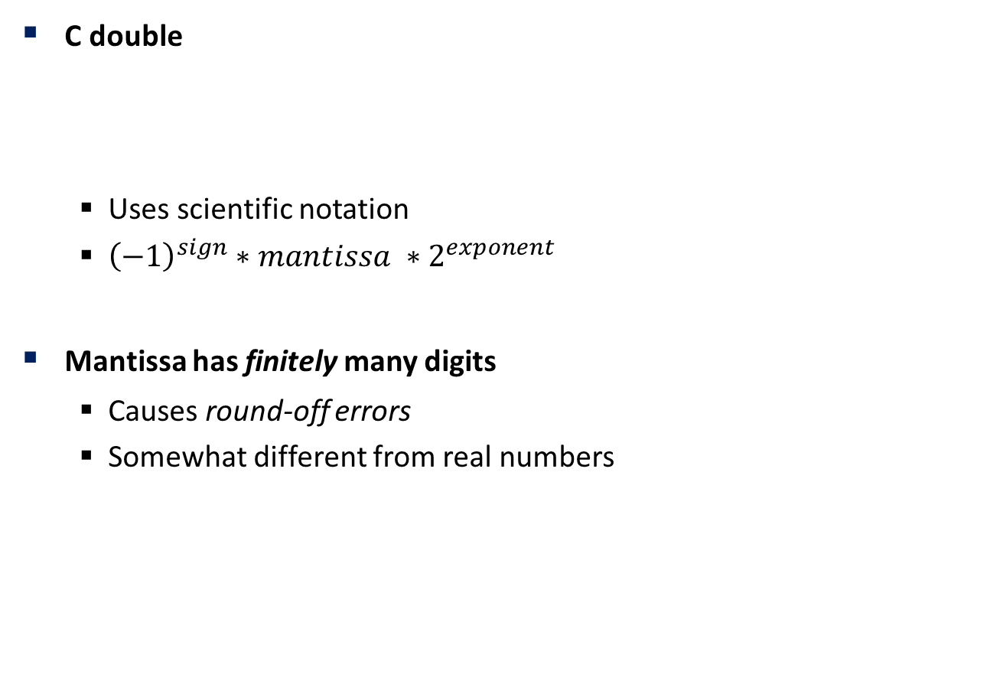 ▪ C double
▪ Uses scientific notation
▪ (−1)^{sign} ∗ mantissa ∗ 2^{exponent}
▪ Mantissa has finitely many digits
▪ Causes round-off errors
▪ Somewhat different from real numbers